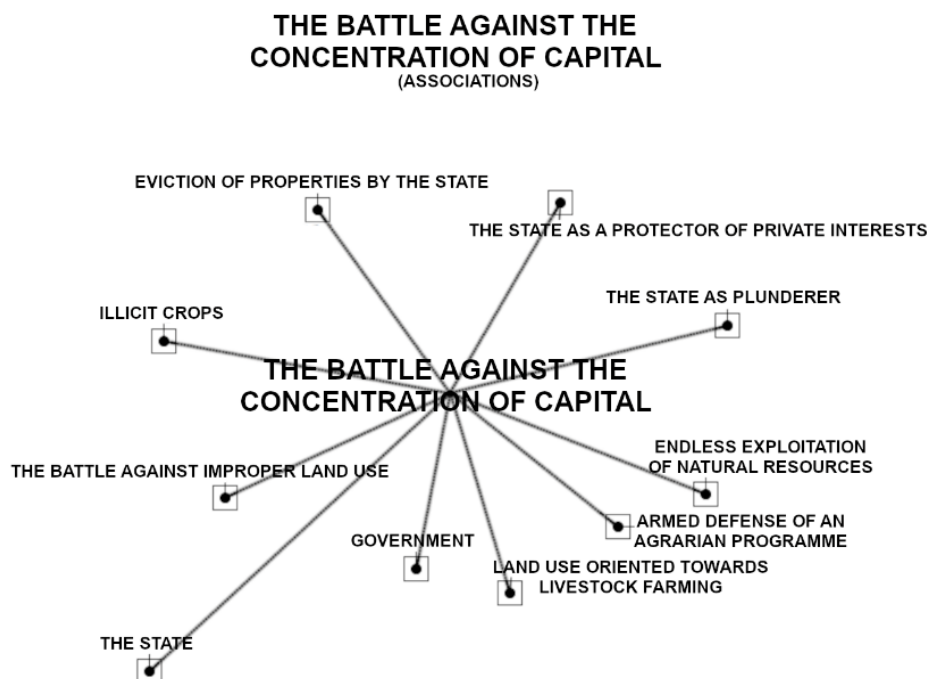 THE BATTLE AGAINST THE
CONCENTRATION OF CAPITAL
(ASSOCIATIONS)
EVICTION OF PROPERTIES BY THE STATE
THE STATE AS A PROTECTOR OF PRIVATE INTERESTS
THE STATE AS PLUNDERER
ILLICIT CROPS
THE BATTLE AGAINST THE
CONCENTRATION OF CAPITAL
ENDLESS EXPLOITATION
OF NATURAL RESOURCES
THE BATTLE AGAINST IMPROPER LAND USE
ARMED DEFENSE OF AN
AGRARIAN PROGRAMME
GOVERNMENT
LAND USE ORIENTED TOWARDS
LIVESTOCK FARMING
THE STATE